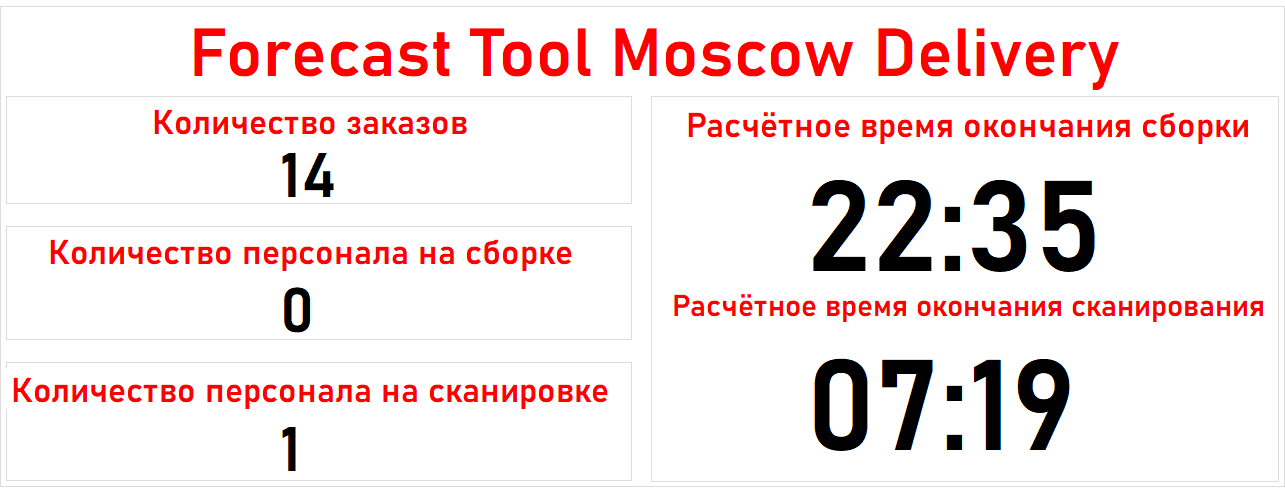 Forecast Tool Moscow Delivery
Количество заказов
14
Количество персонала на сборке
0
Количество персонала на сканировке
1
Расчётное время окончания сборки
22:35
Расчётное время окончания сканирования
07:19